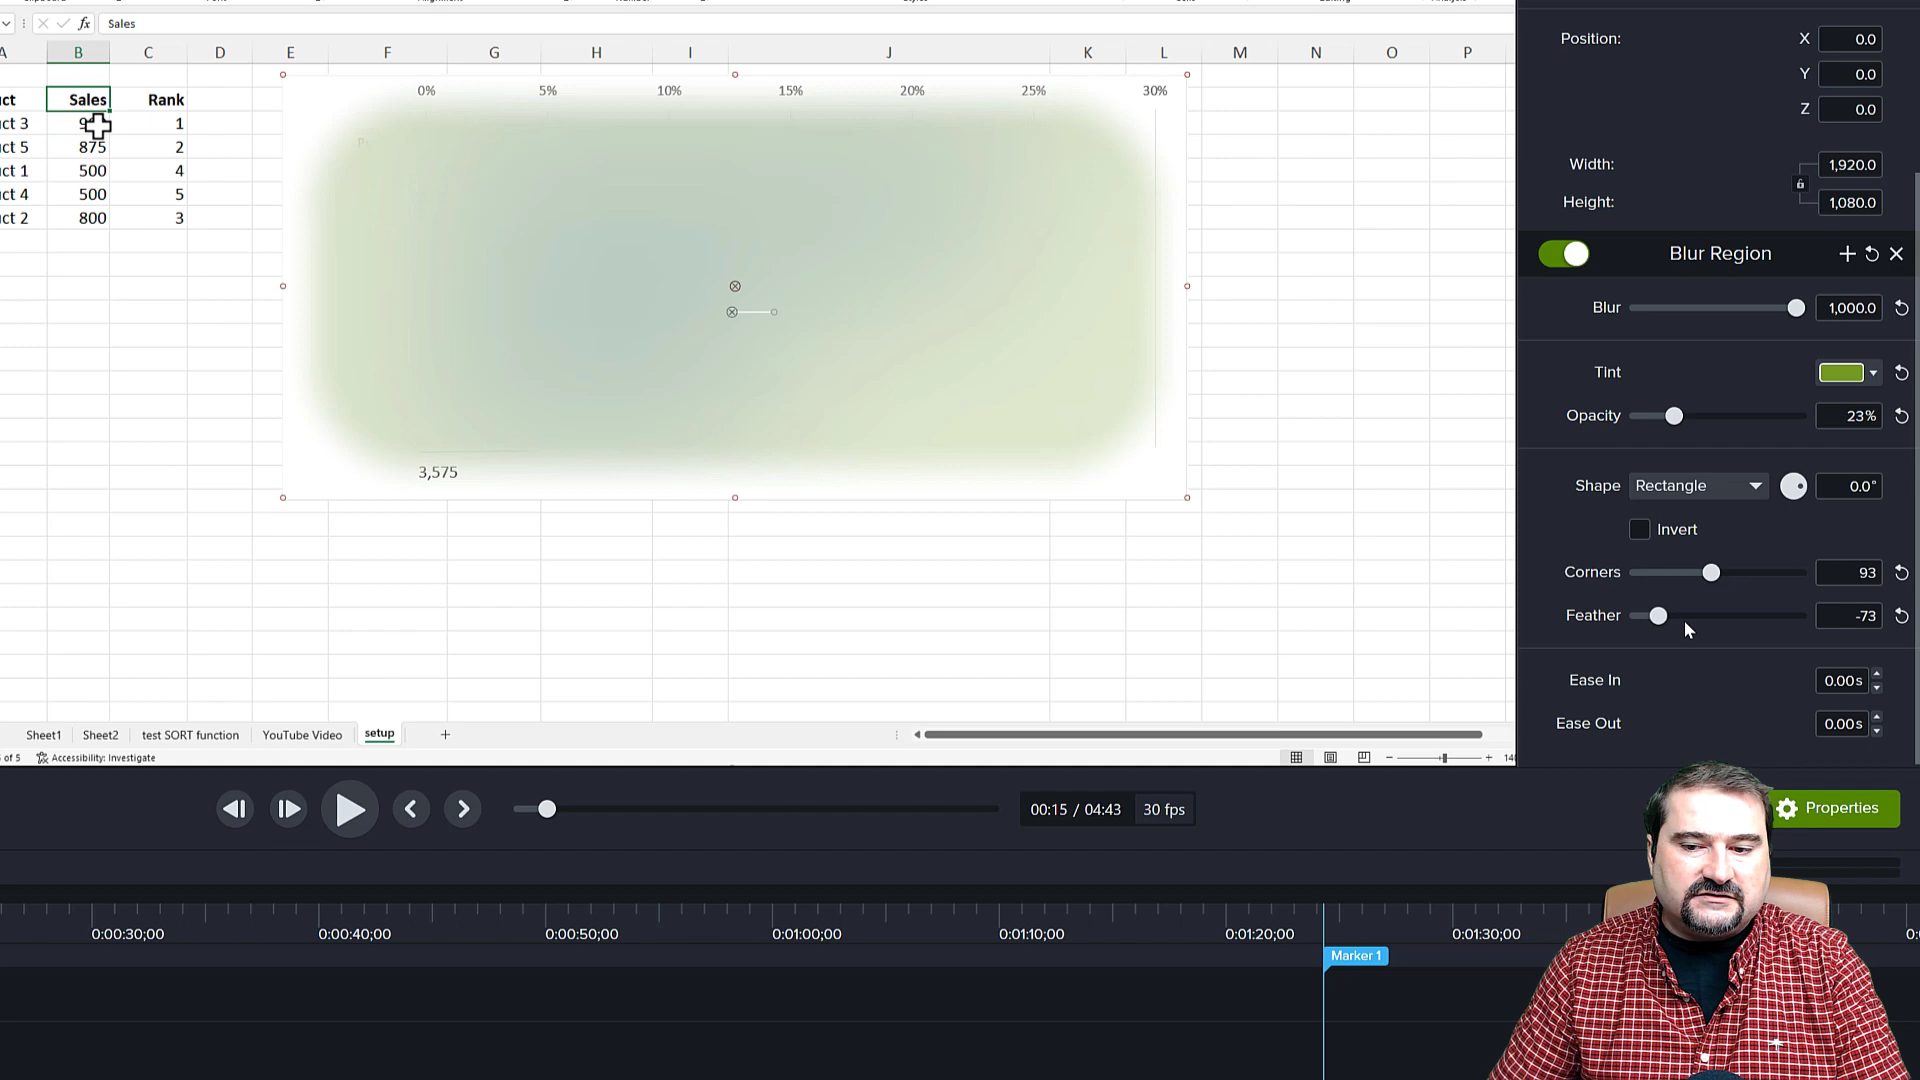 Sales
A B C D E F G H I J K L M N O P
ct Sales Rank
ct 3 1
ct 5 875 2
ct 1 500 4
ct 4 500 5
ct 2 800 3
0% 5% 10% 15% 20% 25% 30%
3,575
Sheet1 Sheet2 test SORT function YouTube Video setup
of 5 Accessibility: Investigate
Position: X 0.0
Y 0.0
Z 0.0
Width: 1,920.0
Height: 1,080.0
Blur Region
Blur 1,000.0
Tint
Opacity 23%
Shape Rectangle 0.0°
Invert
Corners 93
Feather -73
Ease In 0.00s
Ease Out 0.00s
00:15 / 04:43 30 fps
Properties
0:00:30;00 0:00:40;00 0:00:50;00 0:01:00;00 0:01:10;00 0:01:20;00 0:01:30;00
Marker 1